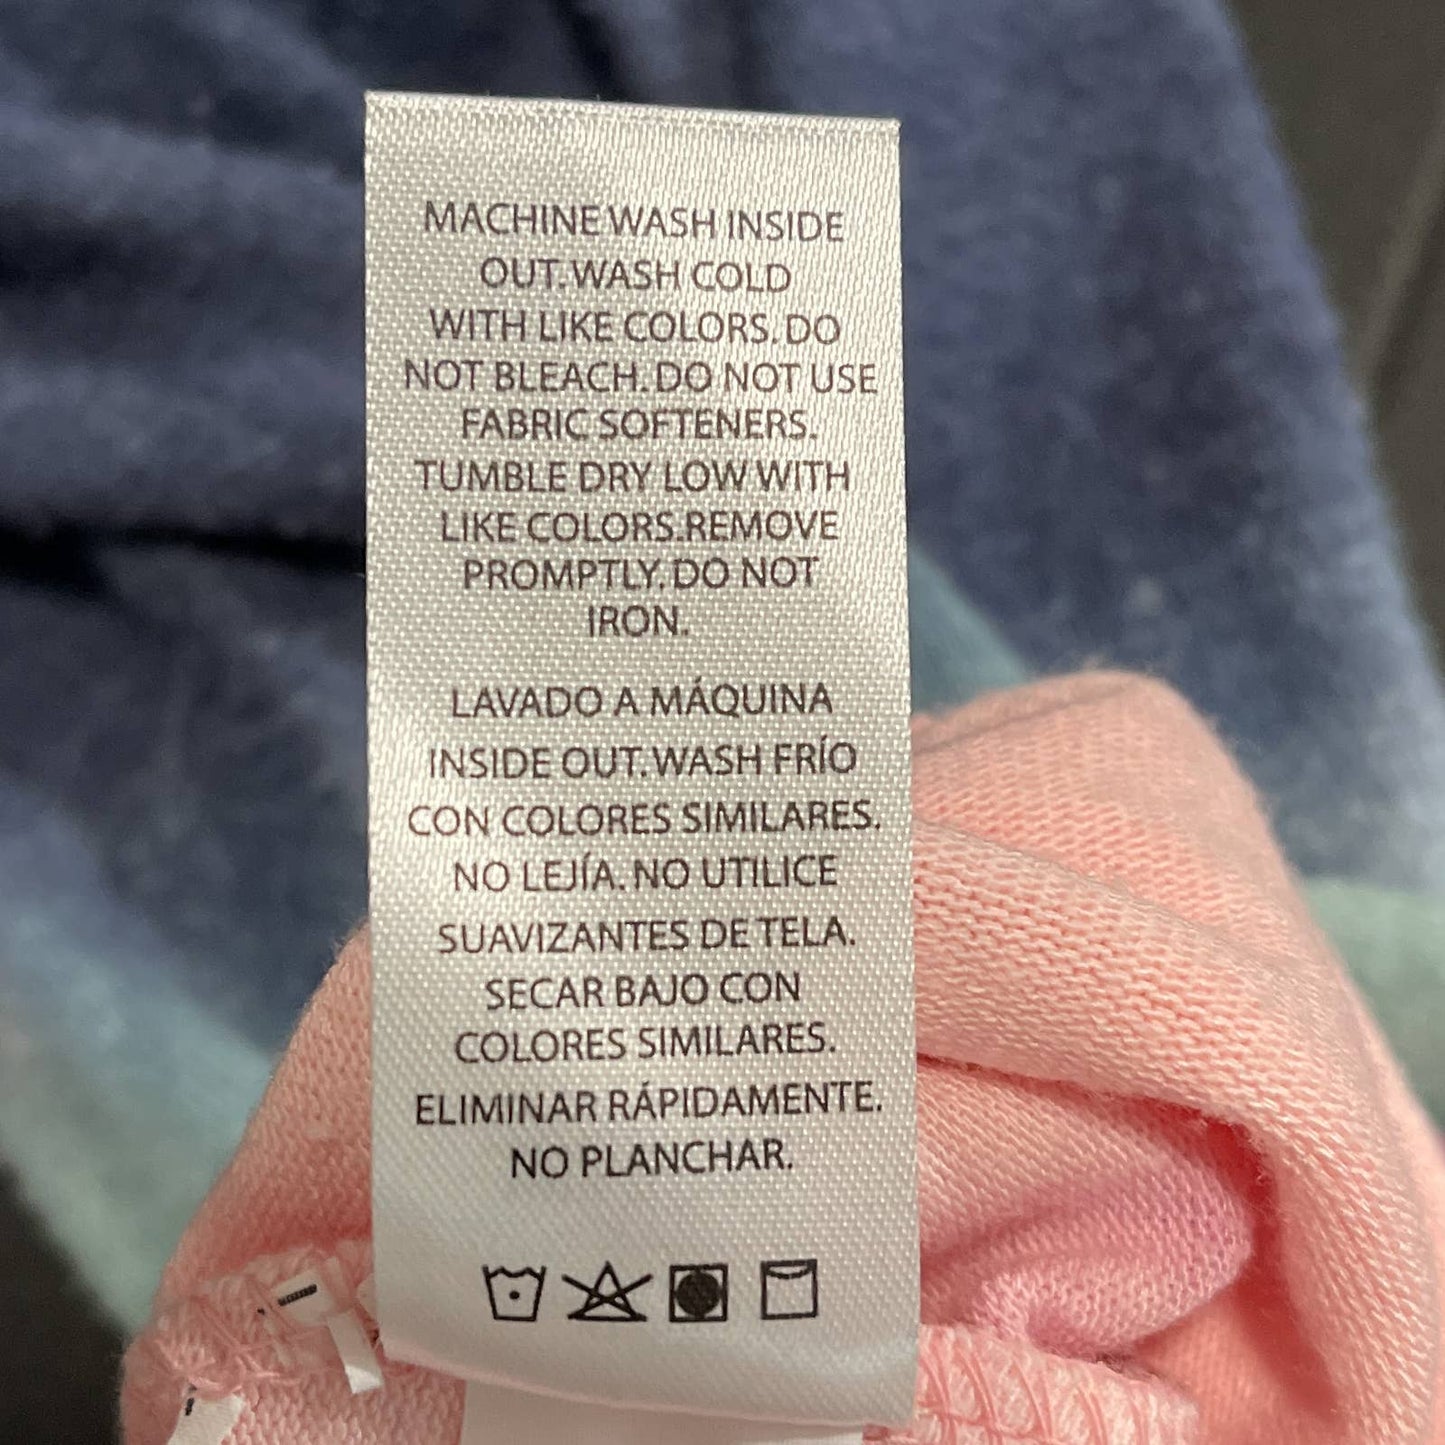 MACHINE WASH INSIDE
OUT. WASH COLD
WITH LIKE COLORS. DO
NOT BLEACH. DO NOT USE
FABRIC SOFTENERS.
TUMBLE DRY LOW WITH
LIKE COLORS.REMOVE
PROMPTLY. DO NOT
IRON.
LAVADO A MÁQUINA
INSIDE OUT. WASH FRÍO
CON COLORES SIMILARES.
NO LEJÍA. NO UTILICE
SUAVIZANTES DE TELA.
SECAR BAJO CON
COLORES SIMILARES.
ELIMINAR RÁPIDAMENTE.
NO PLANCHAR.